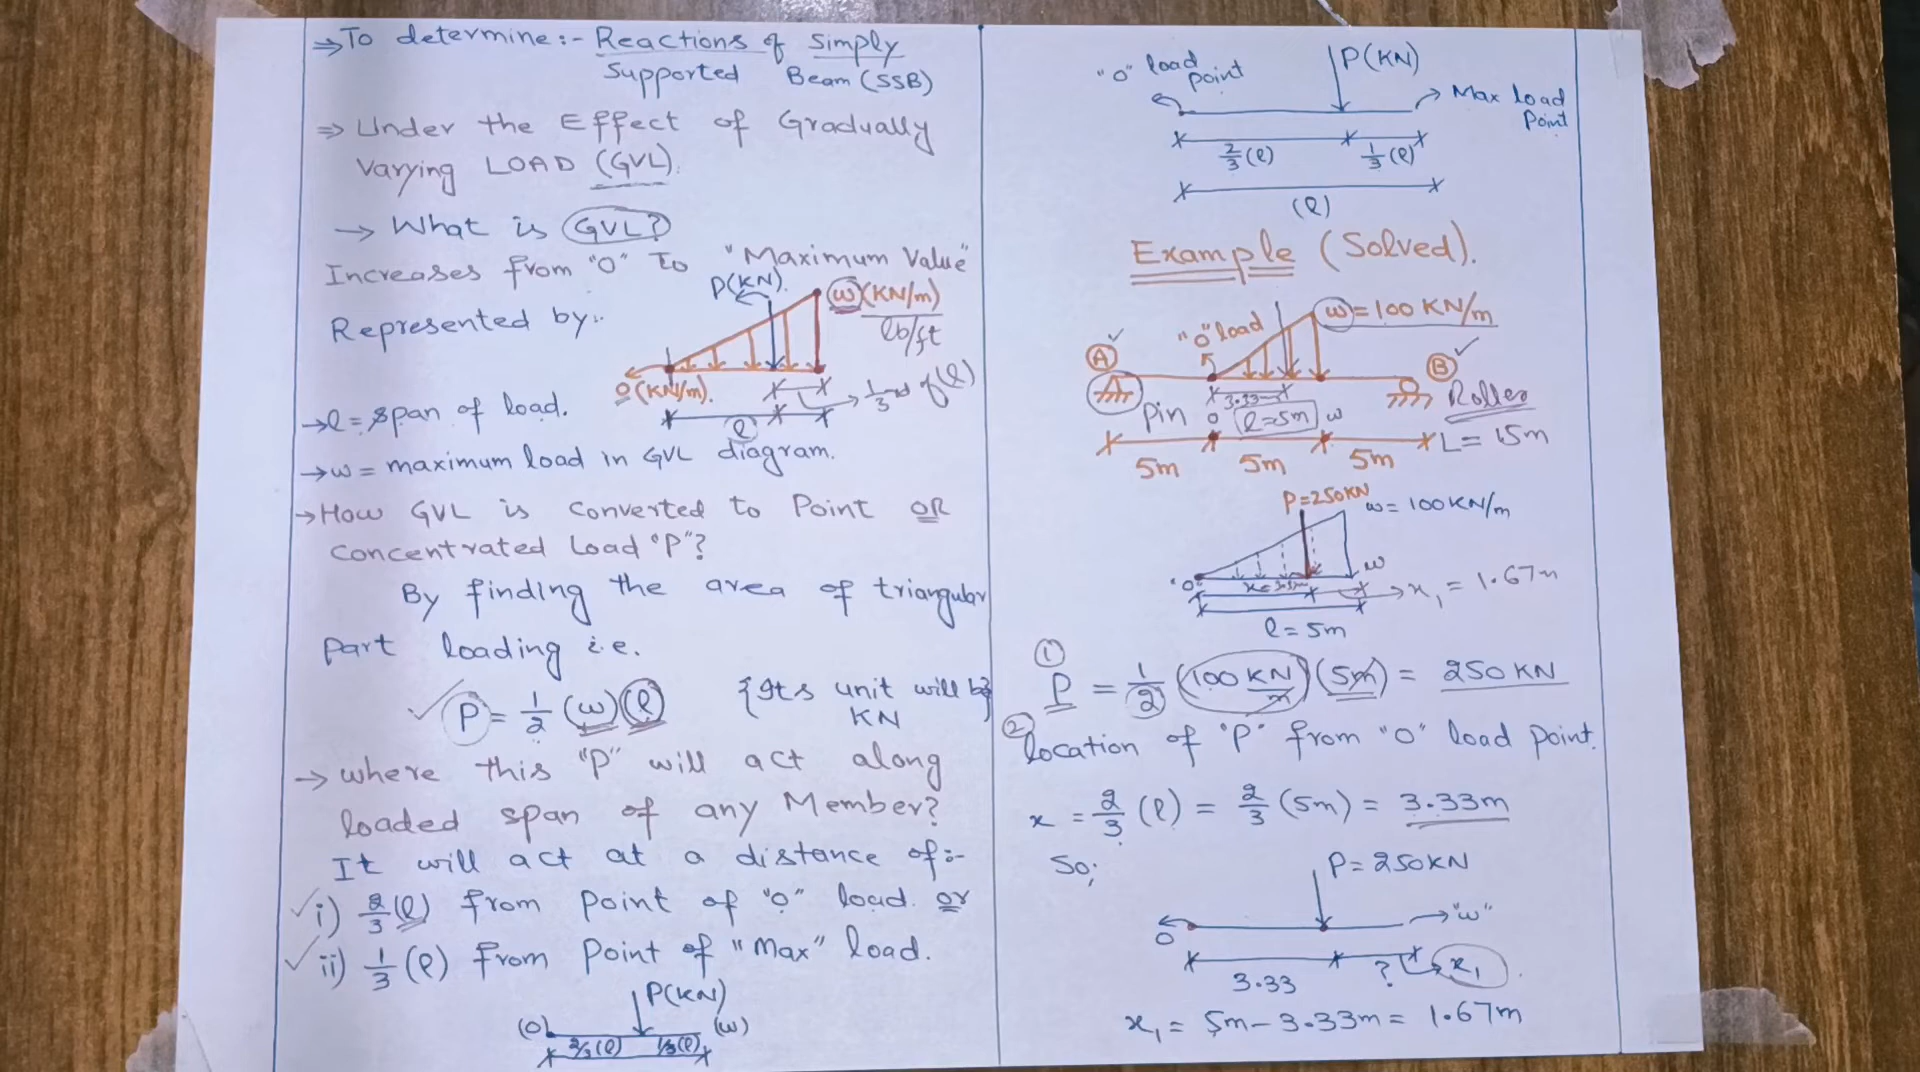 ⇒ To determine:- Reactions of Simply
Supported Beam (SSB)
⇒ Under the Effect of Gradually
Varying LOAD (GVL).
→ What is GVL?
Increases from "0" To "Maximum Value"
Represented by:-
P(KN).
w (KN/m)
lb/ft
0 (KN/m).
l
1/3rd of (l)
→ l = span of load.
→ w = maximum load in GVL diagram.
→ How GVL is converted to Point OR
concentrated Load "P"?
By finding the area of triangular
part loading i.e.
P = 1/2 (w)(l) {Its unit will be
KN}
→ where this "P" will act along
loaded span of any Member?
It will act at a distance of:-
i) 2/3 (l) from point of "0" load. or
ii) 1/3 (l) from point of "Max" load.
P(KN)
(0) (w)
2/3(l) 1/3(l)
"0" load point
P(KN)
Max load Point
2/3 (l) 1/3 (l)
(l)
Example (Solved).
"0" load
w = 100 KN/m
A
B
Pin
Roller
3.33m
0 l=5m w
5m 5m 5m L = 15m
P=250KN
w= 100KN/m
"0" w
x=3.33m
x₁ = 1.67m
l = 5m
①
P = 1/2 (100 KN/m)(5m) = 250 KN
② location of "P" from "0" load point.
x = 2/3 (l) = 2/3 (5m) = 3.33m
So;
P = 250KN
0 "w"
3.33 ? x₁
x₁ = 5m - 3.33m = 1.67m